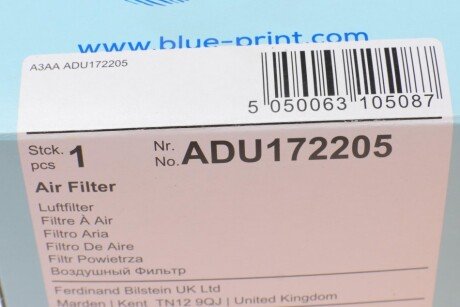 www.blue-print.com
A3AA ADU172205
5 050063 105087
Stck. pcs 1 Nr. No. ADU172205
Air Filter
Luftfilter
Filtre À Air
Filtro Aria
Filtro De Aire
Filtr Powietrza
Воздушный Фильтр
Ferdinand Bilstein UK Ltd
Marden | Kent TN12 9QJ | United Kingdom